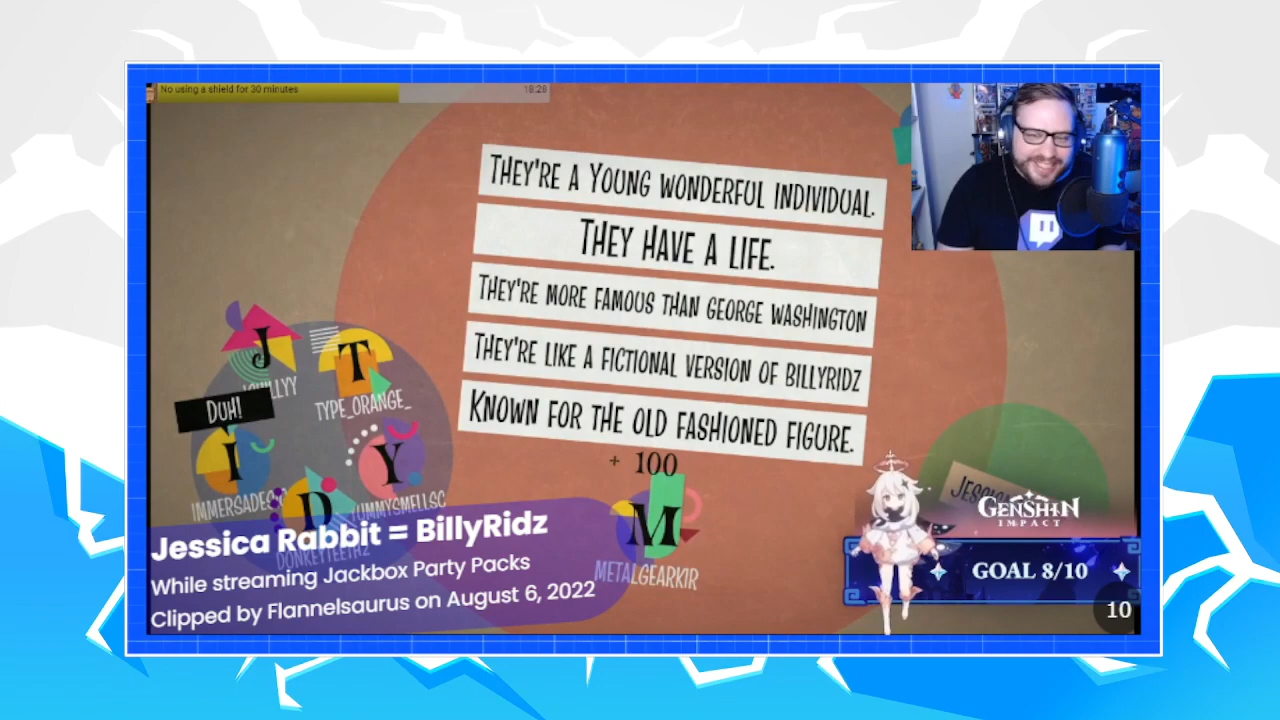 No using a shield for 30 minutes
18:28
THEY'RE A YOUNG WONDERFUL INDIVIDUAL.
THEY HAVE A LIFE.
THEY'RE MORE FAMOUS THAN GEORGE WASHINGTON
THEY'RE LIKE A FICTIONAL VERSION OF BILLYRIDZ
KNOWN FOR THE OLD FASHIONED FIGURE.
+ 100
J
T
TYPE_ORANGE_
DUH!
I
Y
D
M
METALGEARKIR
DONKEYTEETH2
GENSHIN
IMPACT
GOAL 8/10
10
Jessica Rabbit = BillyRidz
While streaming Jackbox Party Packs
Clipped by Flannelsaurus on August 6, 2022